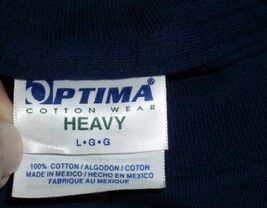 OPTIMA
COTTON WEAR
HEAVY
L•G•G
100% COTTON / ALGODON / COTON
MADE IN MEXICO / HECHO EN MEXICO
FABRIQUE AU MEXIQUE